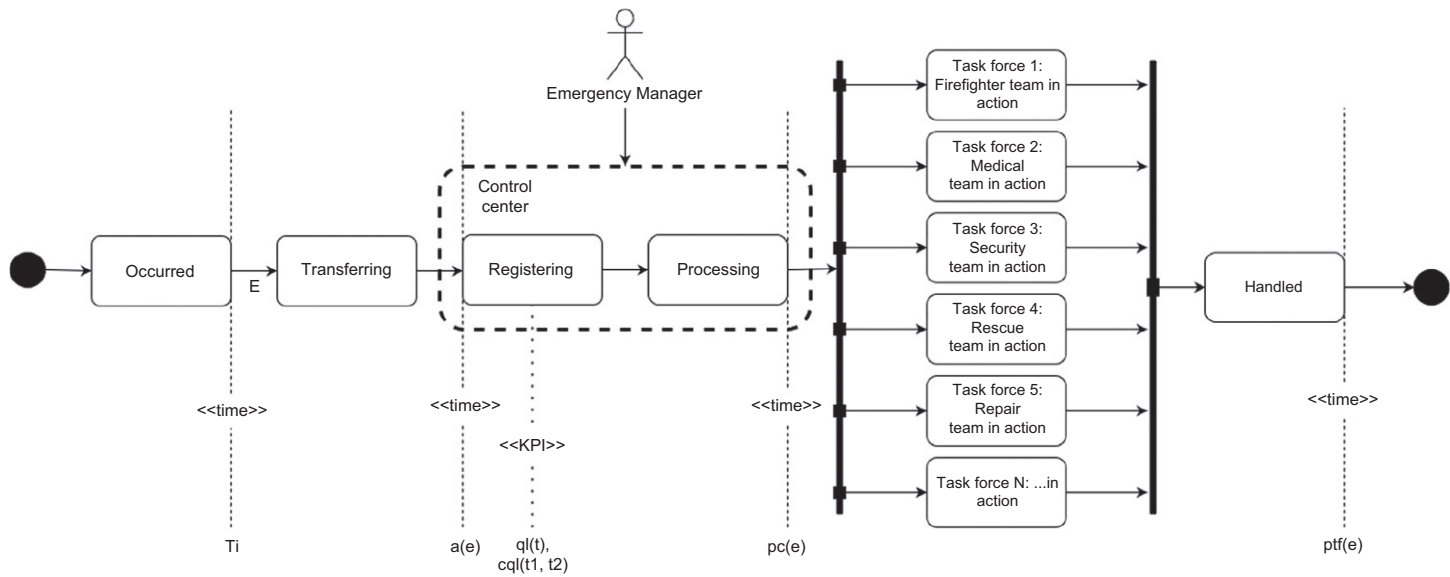 Emergency Manager
Control
center
Occurred
E
Transferring
Registering
Processing
Task force 1:
Firefighter team in
action
Task force 2:
Medical
team in action
Task force 3:
Security
team in action
Task force 4:
Rescue
team in action
Task force 5:
Repair
team in action
Task force N: ...in
action
Handled
<<time>>
<<time>>
<<KPI>>
<<time>>
<<time>>
Ti
a(e)
ql(t),
cql(t1, t2)
pc(e)
ptf(e)